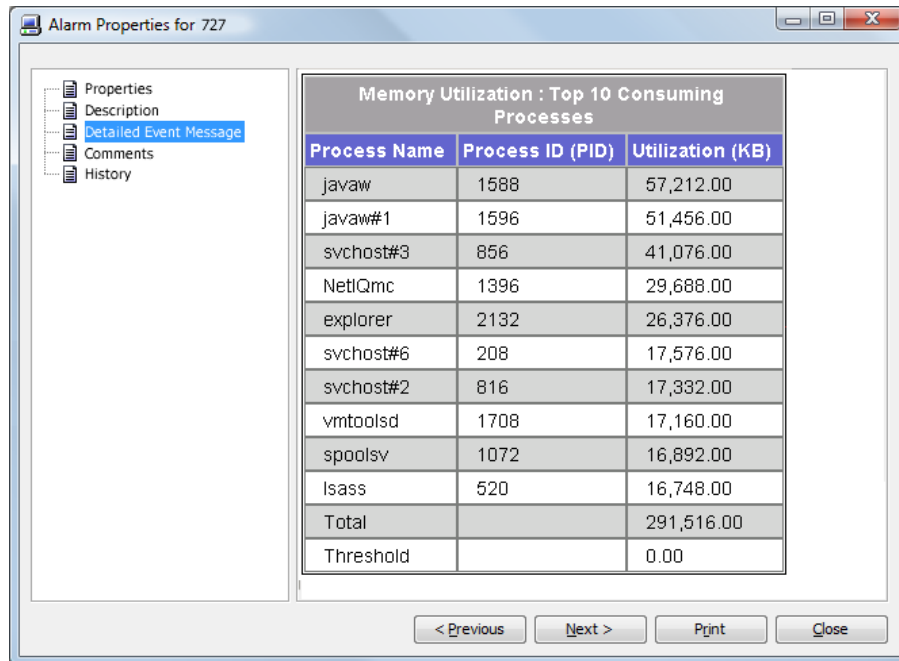 Alarm Properties for 727
Properties
Description
Detailed Event Message
Comments
History
Memory Utilization : Top 10 Consuming
Processes
Process Name Process ID (PID) Utilization (KB)
javaw 1588 57,212.00
javaw#1 1596 51,456.00
svchost#3 856 41,076.00
NetIQmc 1396 29,688.00
explorer 2132 26,376.00
svchost#6 208 17,576.00
svchost#2 816 17,332.00
vmtoolsd 1708 17,160.00
spoolsv 1072 16,892.00
lsass 520 16,748.00
Total 291,516.00
Threshold 0.00
< Previous Next > Print Close